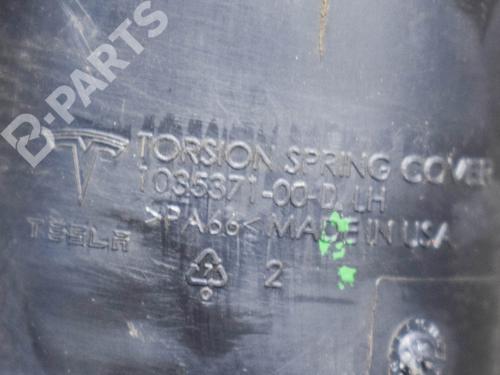 B-PARTS
TORSION SPRING COVER
1035371-00-D, LH
>PA66< MADE IN USA
TESLA
2